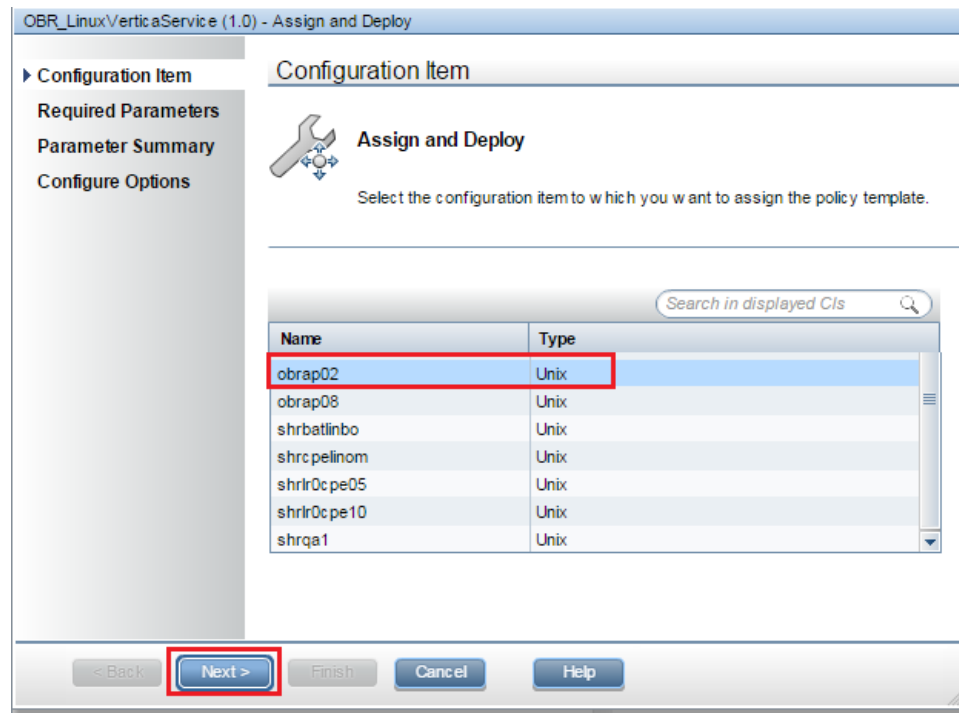 OBR_LinuxVerticaService (1.0) - Assign and Deploy
Configuration Item
Required Parameters
Parameter Summary
Configure Options
Configuration Item
Assign and Deploy
Select the configuration item to which you want to assign the policy template.
Search in displayed CIs
Name Type
obrap02 Unix
obrap08 Unix
shrbatlinbo Unix
shrcpelinom Unix
shrlr0cpe05 Unix
shrlr0cpe10 Unix
shrqa1 Unix
< Back Next > Finish Cancel Help